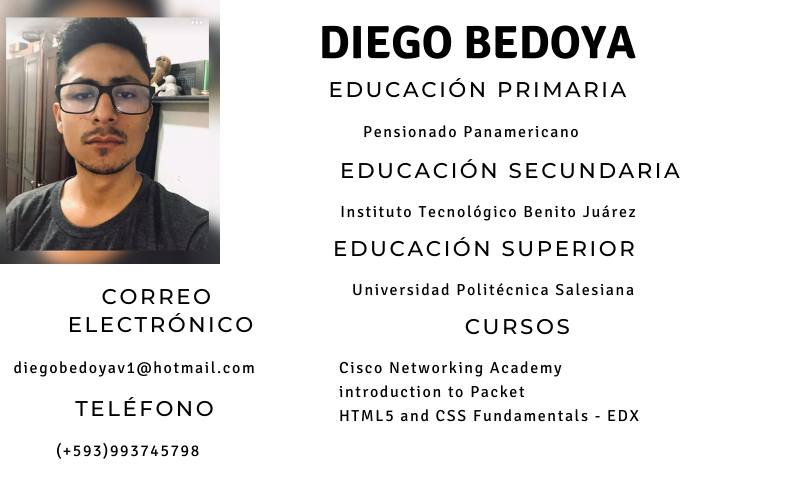 DIEGO BEDOYA
EDUCACIÓN PRIMARIA
Pensionado Panamericano
EDUCACIÓN SECUNDARIA
Instituto Tecnológico Benito Juárez
EDUCACIÓN SUPERIOR
Universidad Politécnica Salesiana
CURSOS
Cisco Networking Academy
introduction to Packet
HTML5 and CSS Fundamentals - EDX
CORREO
ELECTRÓNICO
diegobedoyav1@hotmail.com
TELÉFONO
(+593)993745798